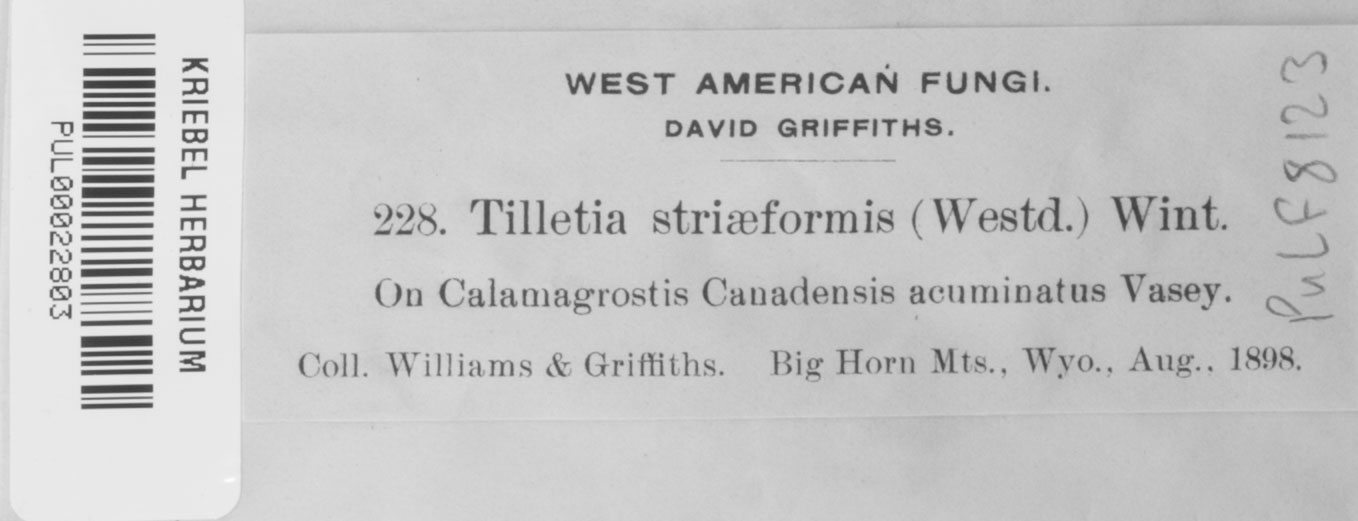 KRIEBEL HERBARIUM
PUL00022803
WEST AMERICAN FUNGI.
DAVID GRIFFITHS.
228. Tilletia striæformis (Westd.) Wint.
On Calamagrostis Canadensis acuminatus Vasey.
Coll. Williams & Griffiths. Big Horn Mts., Wyo., Aug., 1898.
PulF8123